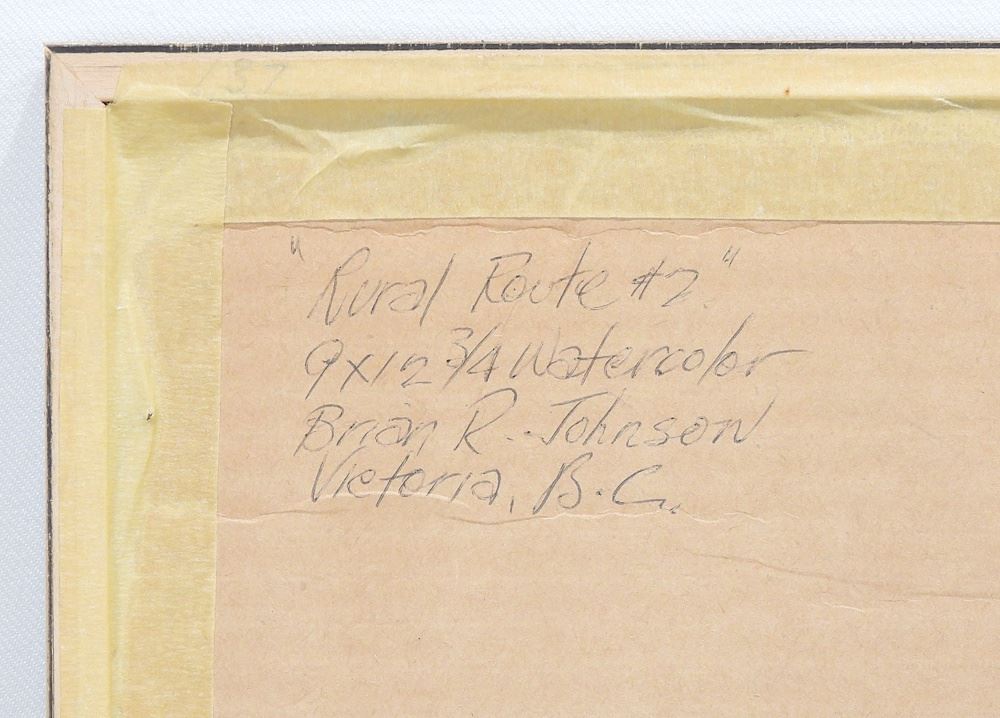 "Rural Route #2"
9x12 3/4 Watercolor
Brian R. Johnson
Victoria, B.C.